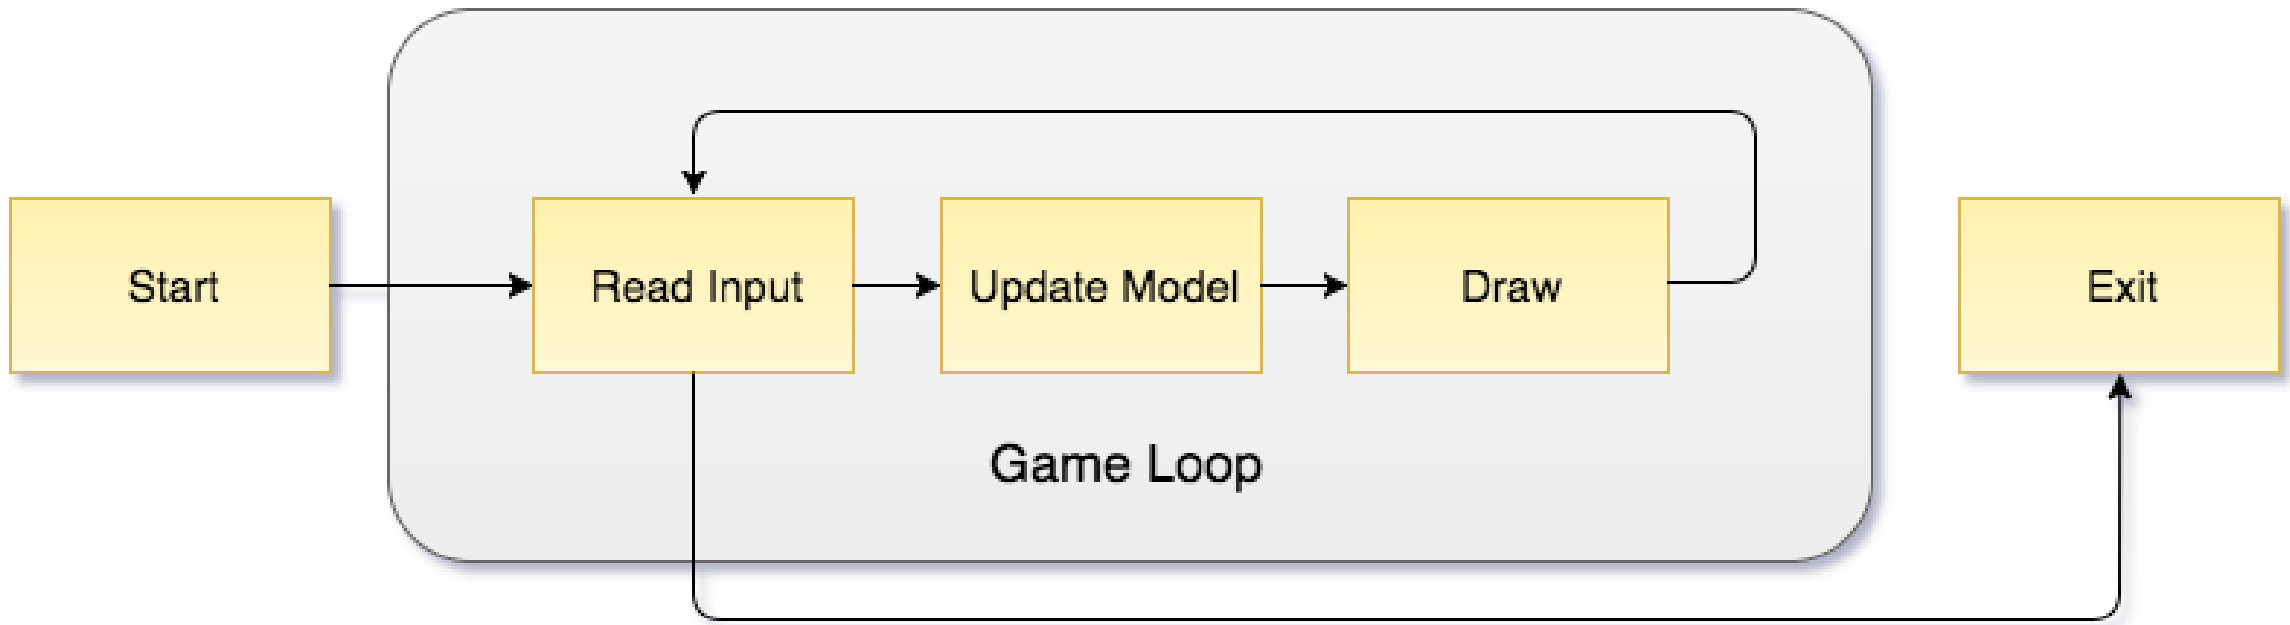 Start
Read Input
Update Model
Draw
Exit
Game Loop